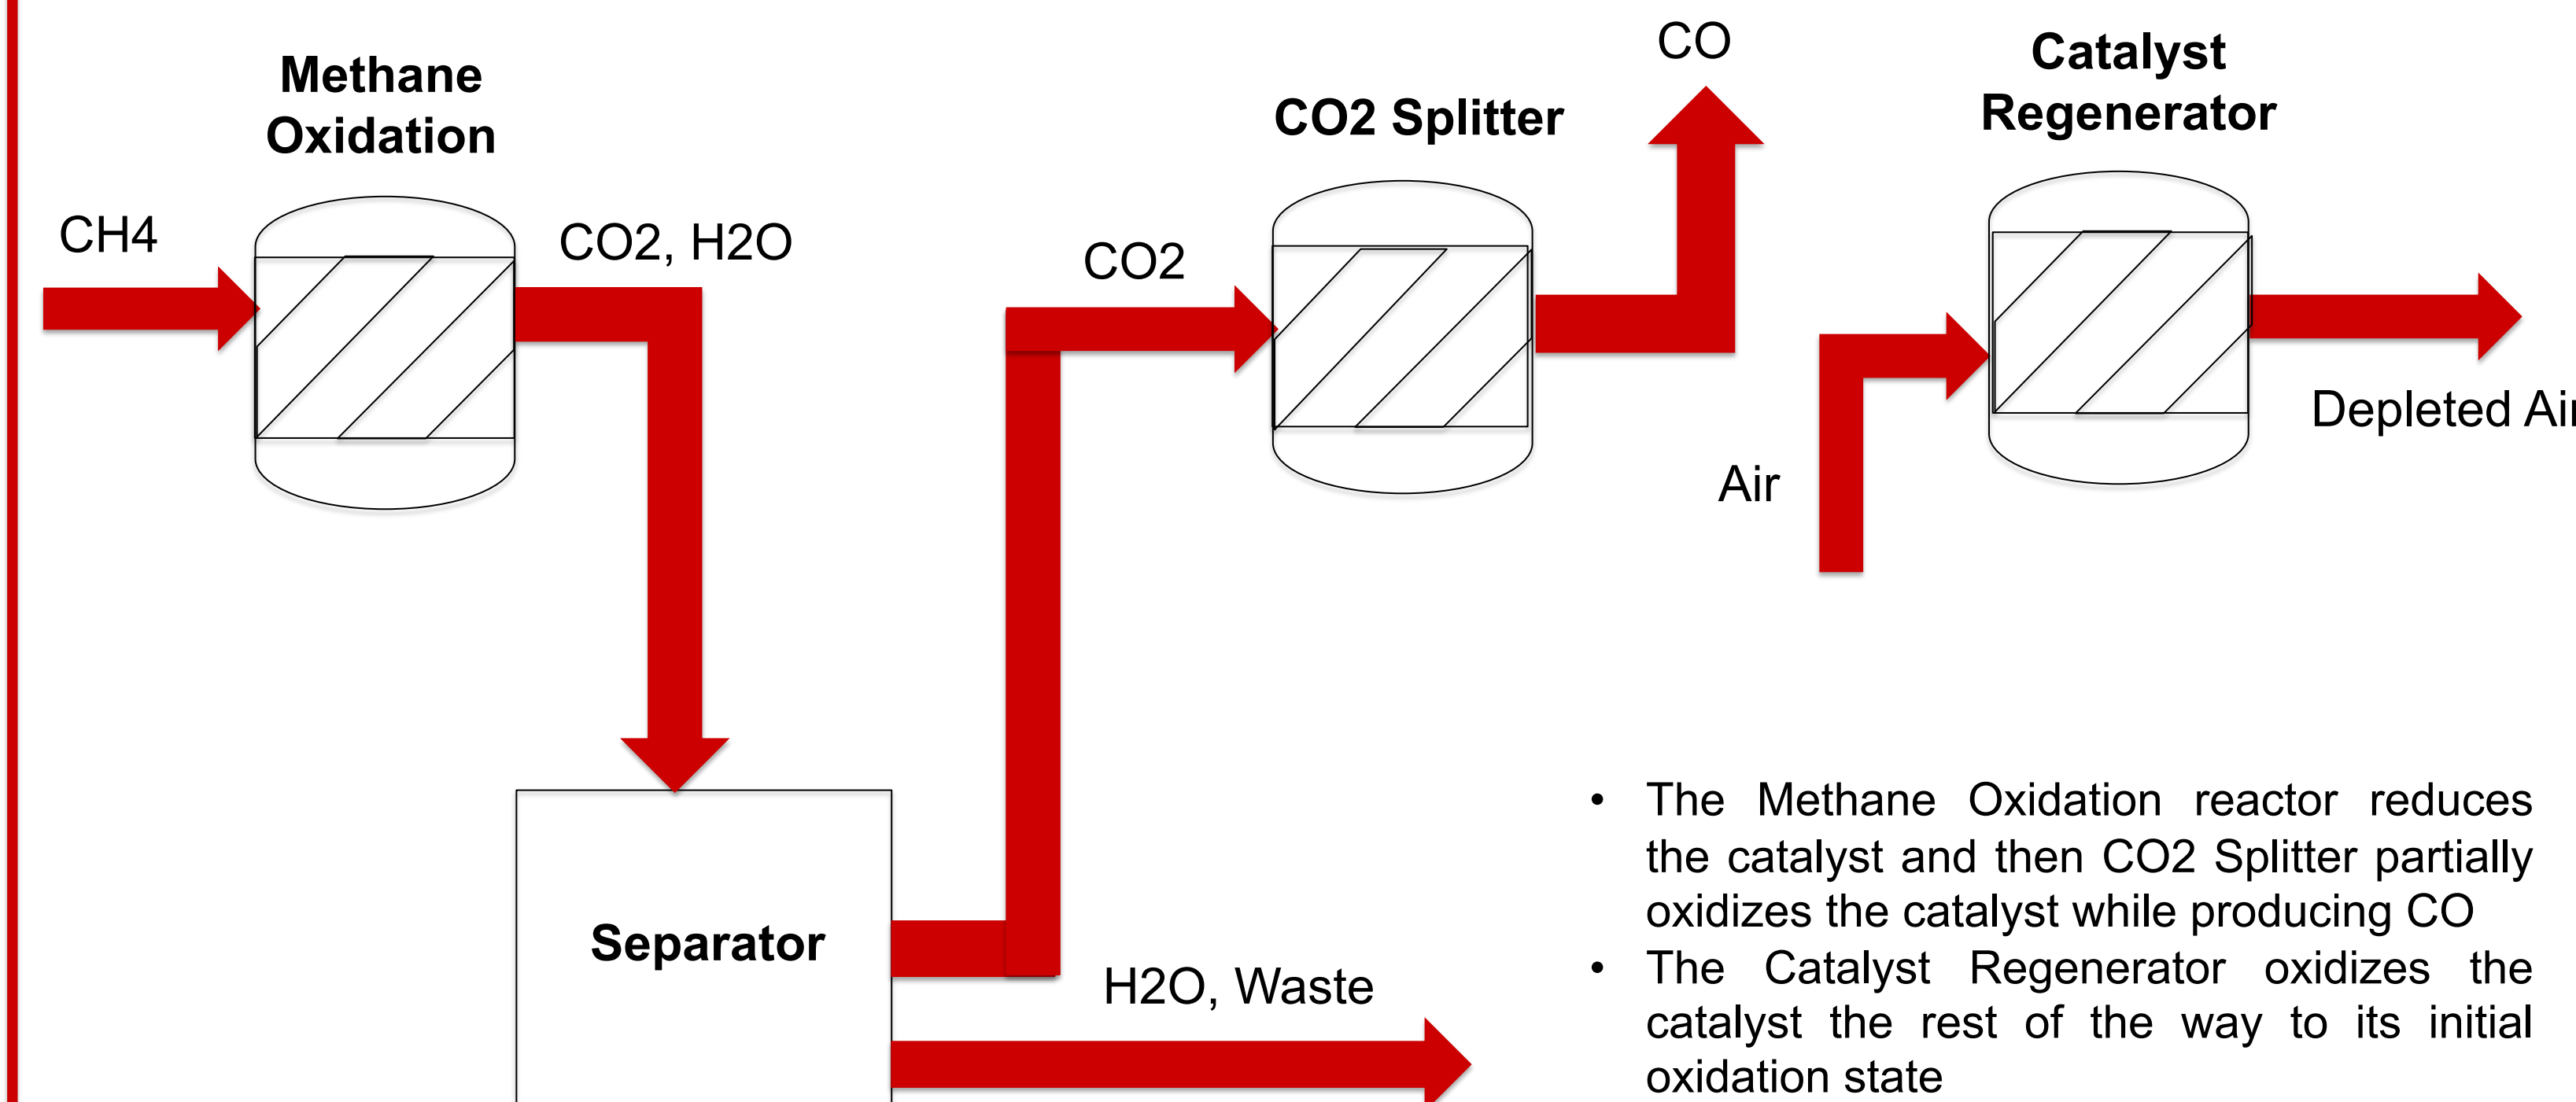 Methane
Oxidation
CH4
CO2, H2O
CO2
CO2 Splitter
CO
Catalyst
Regenerator
Air
Depleted Air
Separator
H2O, Waste
• The Methane Oxidation reactor reduces
the catalyst and then CO2 Splitter partially
oxidizes the catalyst while producing CO
• The Catalyst Regenerator oxidizes the
catalyst the rest of the way to its initial
oxidation state